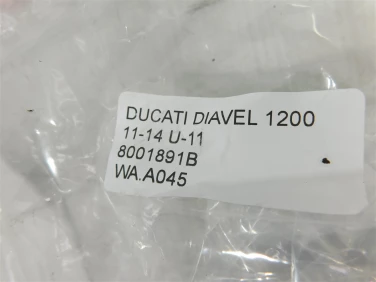 DUCATI DIAVEL 1200
11-14 U-11
8001891B
WA.A045